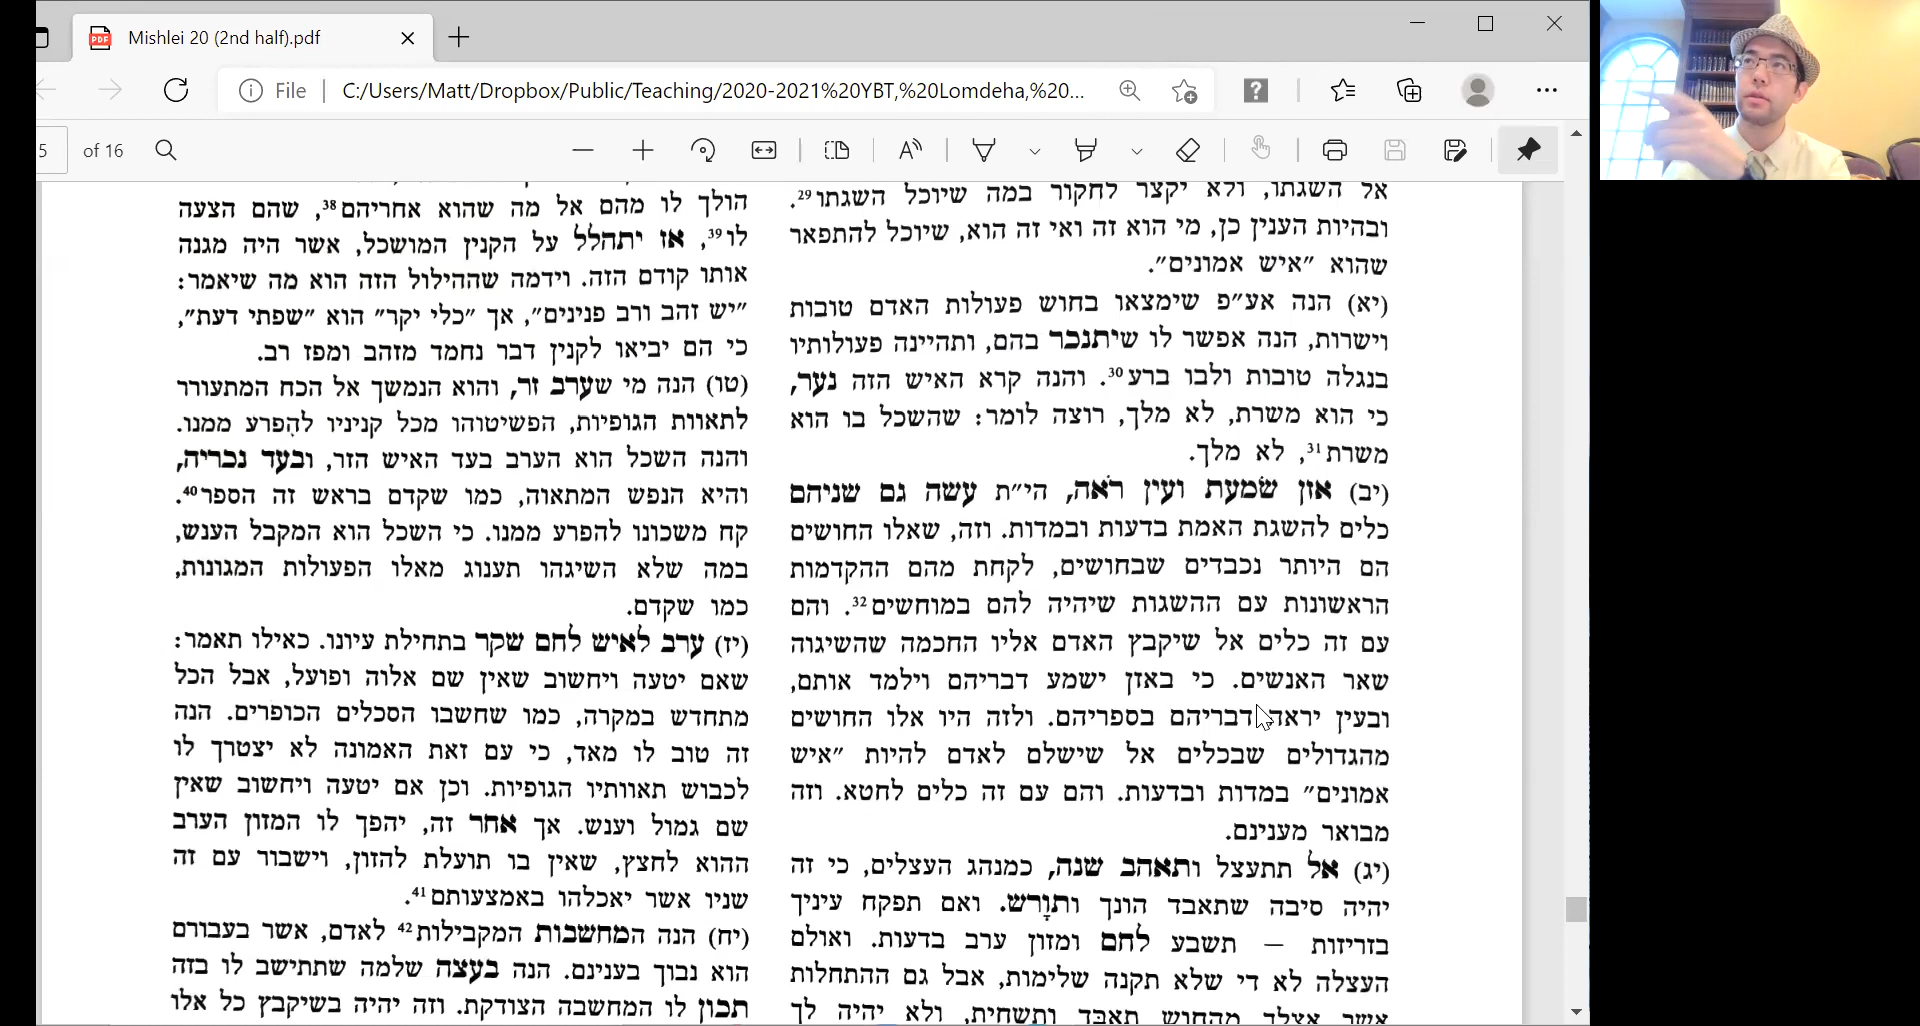 Mishlei 20 (2nd half).pdf
File
C:/Users/Matt/Dropbox/Public/Teaching/2020-2021%20YBT,%20Lomdeha,%20...
5 of 16
אל השגתו, ולא יקצר לחקור במה שיוכל השגתו²⁹.
ובהיות הענין כן, מי הוא זה ואי זה הוא, שיוכל להתפאר
שהוא ״איש אמונים״.
(יא) הנה אע״פ שימצאו בחוש פעולות האדם טובות
וישרות, הנה אפשר לו שיתנכר בהם, ותהיינה פעולותיו
בנגלה טובות ולבו ברע³⁰. והנה קרא האיש הזה נער,
כי הוא משרת, לא מלך, רוצה לומר: שהשכל בו הוא
משרת³¹, לא מלך.
(יב) אזן שֹׁמעת ועין רֹאה, הי״ת עשה גם שניהם
כלים להשגת האמת בדעות ובמדות. וזה, שאלו החושים
הם היותר נכבדים שבחושים, לקחת מהם ההקדמות
הראשונות עם ההשגות שיהיה להם במוחשים³². והם
עם זה כלים אל שיקבץ האדם אליו החכמה שהשיגוה
שאר האנשים. כי באזן ישמע דבריהם וילמד אותם,
ובעין יראה דבריהם בספריהם. ולזה היו אלו החושים
מהגדולים שבכלים אל שישלם לאדם להיות ״איש
אמונים״ במדות ובדעות. והם עם זה כלים לחטא. וזה
מבואר מענינם.
(יג) אל תתעצל ותאהב שנה, כמנהג העצלים, כי זה
יהיה סיבה שתאבד הונך ותוָרש. ואם תפקח עיניך
בזריזות — תשבע לחם ומזון ערב בדעות. ואולם
העצלה לא די שלא תקנה שלימות, אבל גם ההתחלות
אשר אצלך מהחוש תאבד ותשחית, ולא יהיה לך
הולך לו מהם אל מה שהוא אחריהם³⁸, שהם הצעה
לו³⁹, אז יתהלל על הקנין המושכל, אשר היה מגנה
אותו קודם הזה. וידמה שההילול הזה הוא מה שיאמר:
״יש זהב ורב פנינים״, אך ״כלי יקר״ הוא ״שפתי דעת״,
כי הם יביאו לקנין דבר נחמד מזהב ומפז רב.
(טו) הנה מי שערב זר, והוא הנמשך אל הכח המתעורר
לתאוות הגופיות, הפשיטוהו מכל קניניו להִפרע ממנו.
והנה השכל הוא הערב בעד האיש הזר, ובעד נכריה,
והיא הנפש המתאוה, כמו שקדם בראש זה הספר⁴⁰.
קח משכונו להפרע ממנו. כי השכל הוא המקבל הענש,
במה שלא השיגהו תענוג מאלו הפעולות המגונות,
כמו שקדם.
(יז) ערב לאיש לחם שקר בתחילת עיונו. כאילו תאמר:
שאם יטעה ויחשוב שאין שם אלוה ופועל, אבל הכל
מתחדש במקרה, כמו שחשבו הסכלים הכופרים. הנה
זה טוב לו מאד, כי עם זאת האמונה לא יצטרך לו
לכבוש תאוותיו הגופיות. וכן אם יטעה ויחשוב שאין
שם גמול וענש. אך אחר זה, יהפך לו המזון הערב
ההוא לחצץ, שאין בו תועלת להזון, וישבור עם זה
שניו אשר יאכלהו באמצעותם⁴¹.
(יח) הנה המחשבות המקבילות⁴² לאדם, אשר בעבורם
הוא נבוך בענינם. הנה בעצה שלמה שתתישב לו בזה
תכון לו המחשבה הצודקת. וזה יהיה בשיקבץ כל אלו